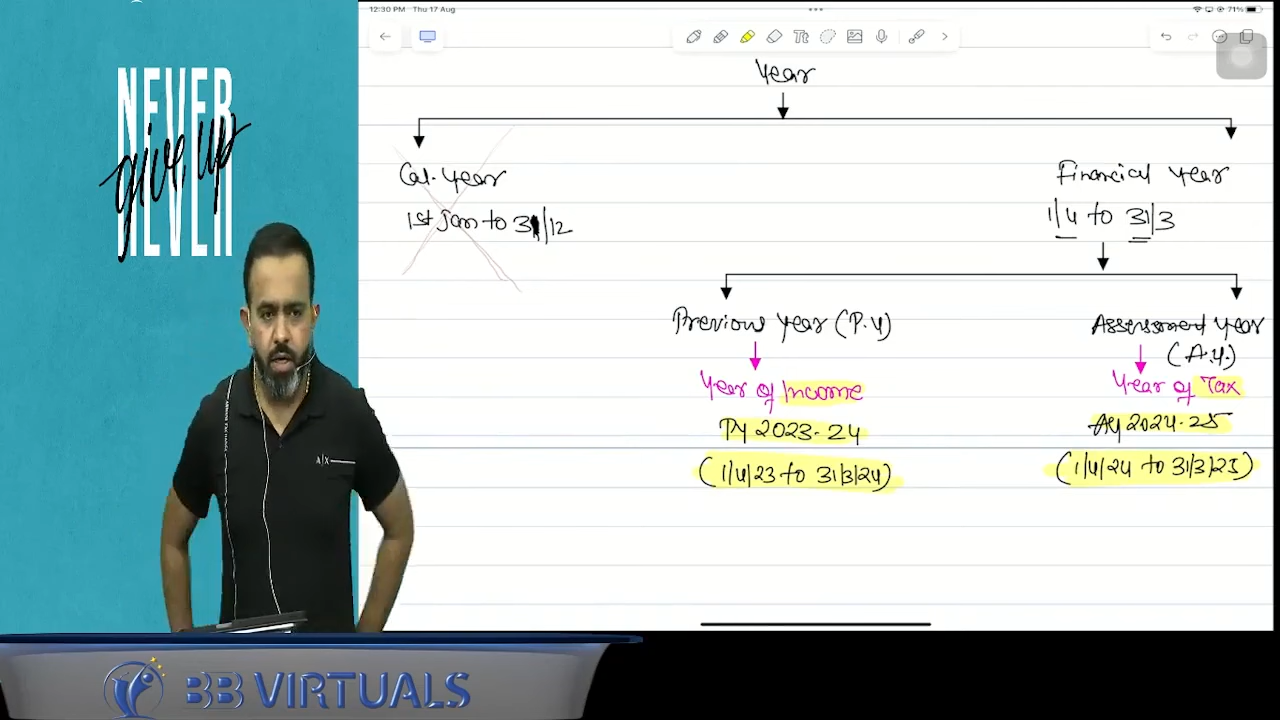 12:30 PM Thu 17 Aug
71%
NEVER
give up
NEVER
Year
Cal. Year
1st Jan to 31/12
Financial Year
1/4 to 31/3
Previous Year (P.Y)
Assessment Year
(A.Y.)
Year of Income
Year of Tax
PY 2023-24
AY 2024-25
(1/4/23 to 31/3/24)
(1/4/24 to 31/3/25)
A|X
BB VIRTUALS